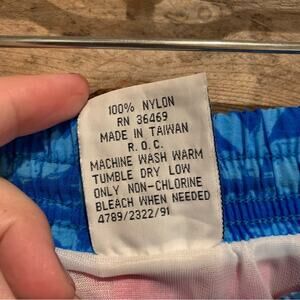 100% NYLON
RN 36469
MADE IN TAIWAN
R.O.C.
MACHINE WASH WARM
TUMBLE DRY LOW
ONLY NON-CHLORINE
BLEACH WHEN NEEDED
4789/2322/91